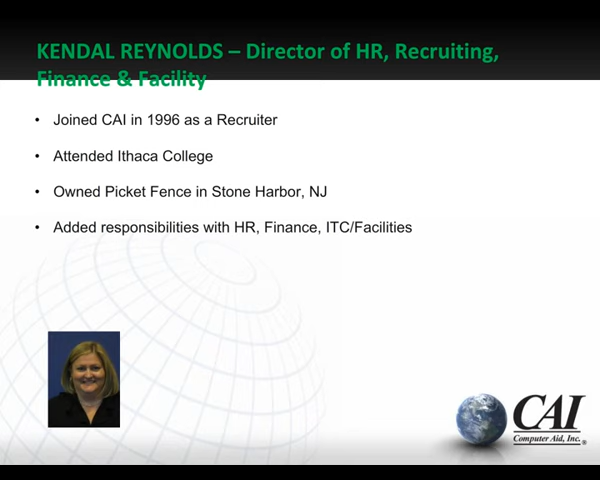 KENDAL REYNOLDS – Director of HR, Recruiting,
Finance & Facility
• Joined CAI in 1996 as a Recruiter
• Attended Ithaca College
• Owned Picket Fence in Stone Harbor, NJ
• Added responsibilities with HR, Finance, ITC/Facilities
CAI
Computer Aid, Inc.®